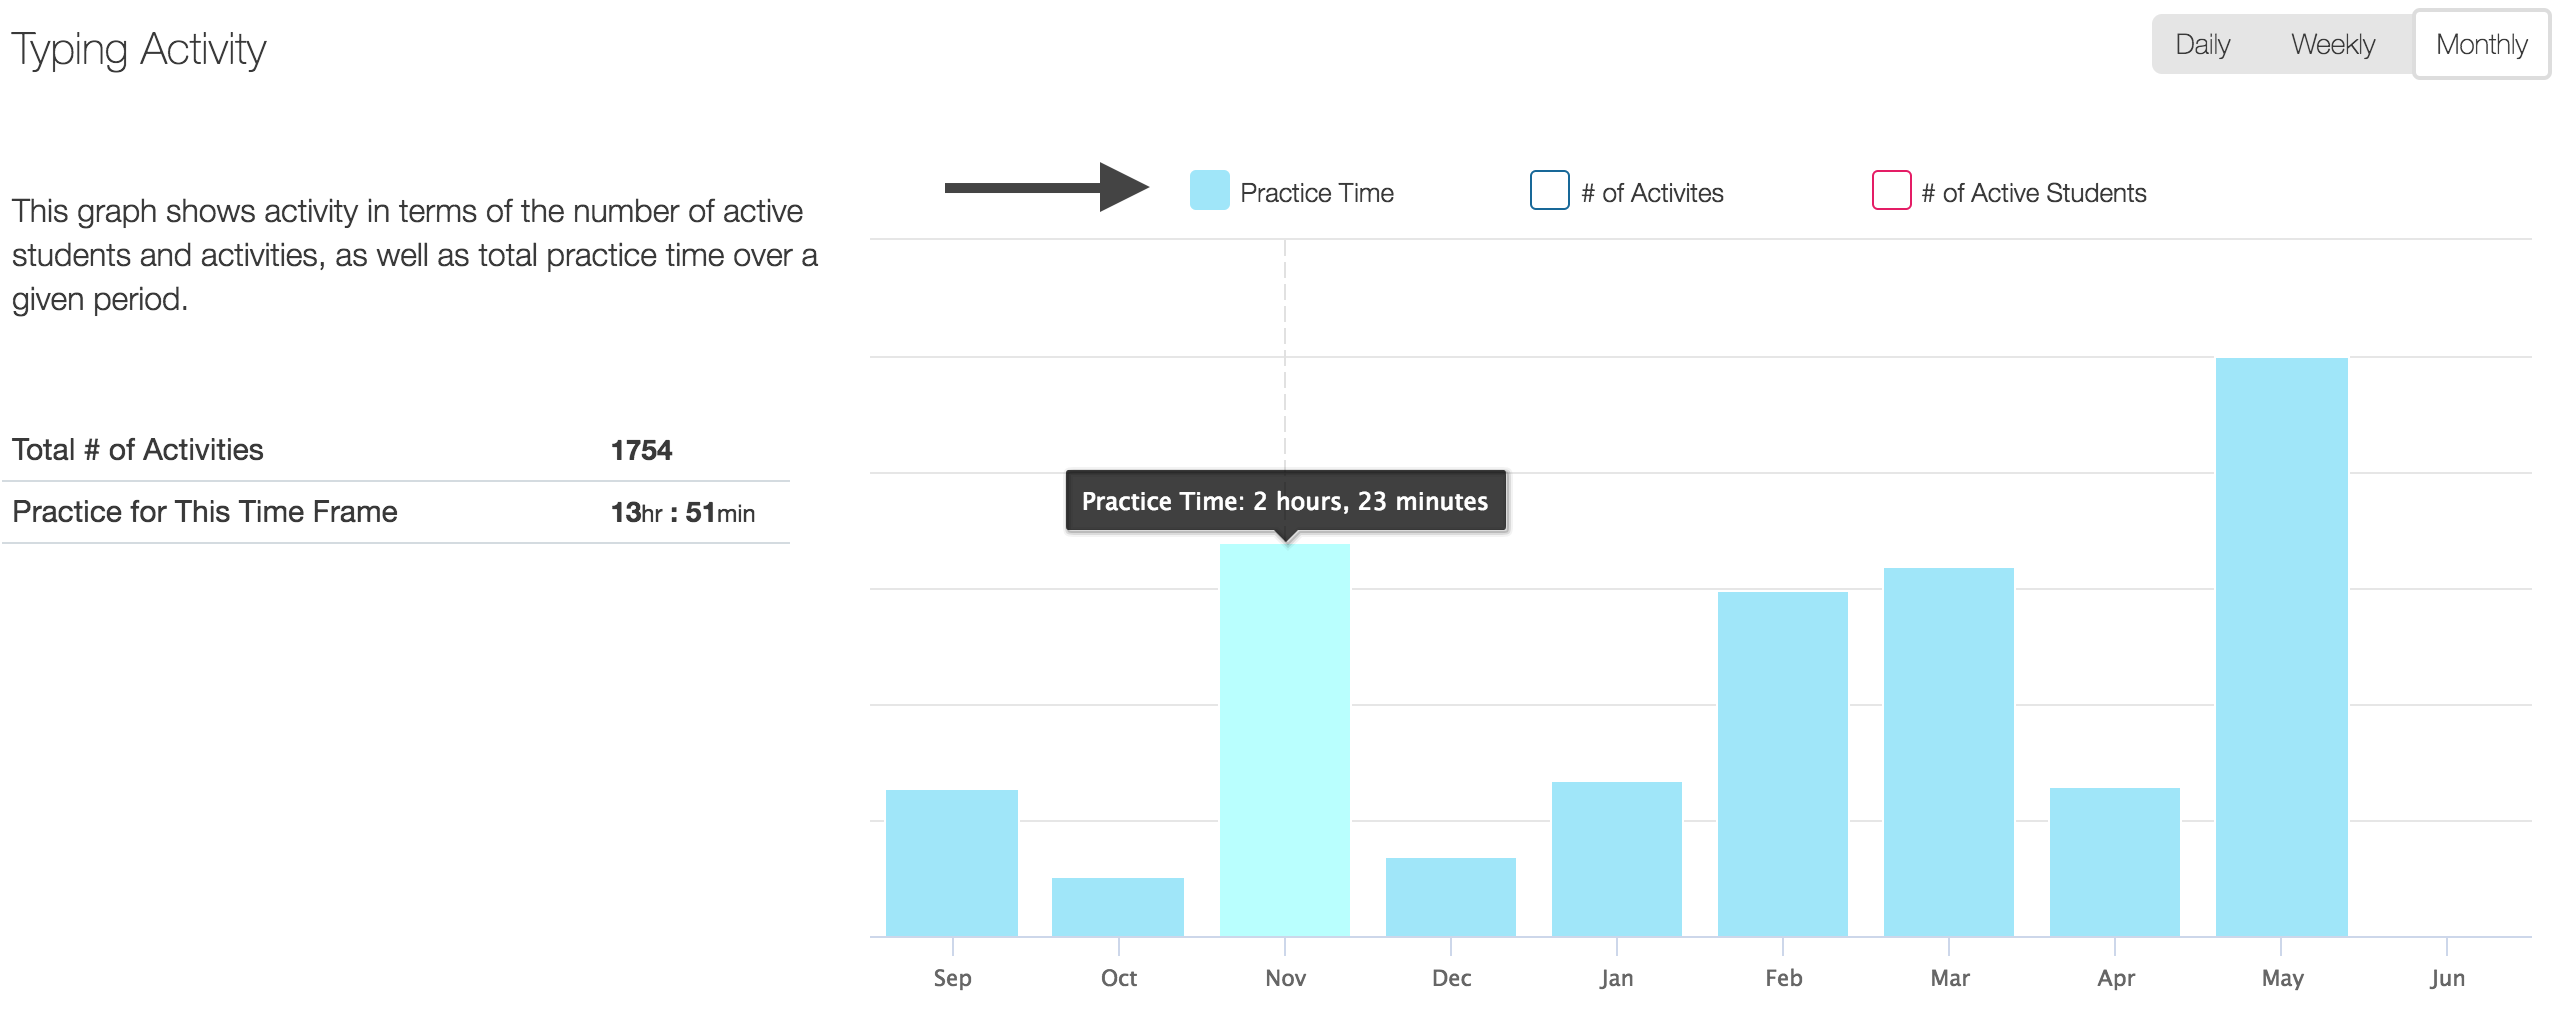 Typing Activity
Daily Weekly Monthly
This graph shows activity in terms of the number of active
students and activities, as well as total practice time over a
given period.
Total # of Activities 1754
Practice for This Time Frame 13hr : 51min
Practice Time # of Activites # of Active Students
Practice Time: 2 hours, 23 minutes
Sep Oct Nov Dec Jan Feb Mar Apr May Jun